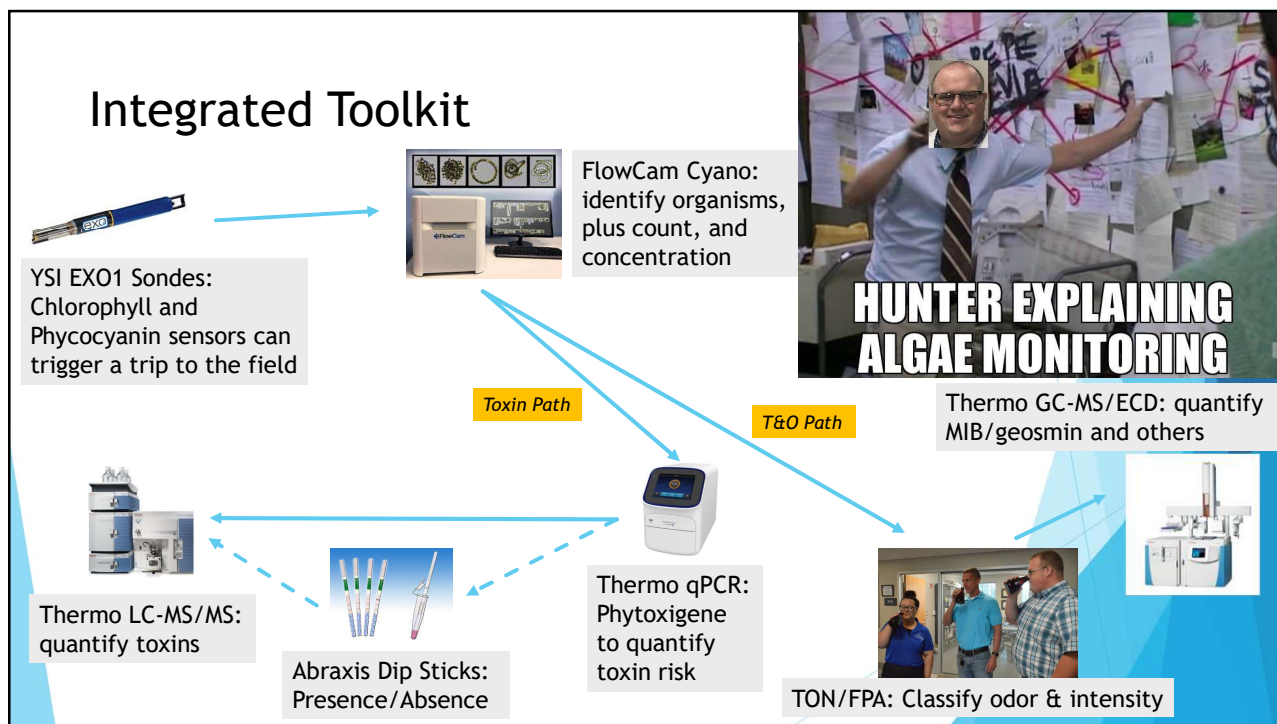 Integrated Toolkit
YSI EXO1 Sondes:
Chlorophyll and
Phycocyanin sensors can
trigger a trip to the field
EXO
FlowCam
FlowCam Cyano:
identify organisms,
plus count, and
concentration
HUNTER EXPLAINING
ALGAE MONITORING
Toxin Path
T&O Path
Thermo GC-MS/ECD: quantify
MIB/geosmin and others
Thermo LC-MS/MS:
quantify toxins
Abraxis Dip Sticks:
Presence/Absence
Thermo qPCR:
Phytoxigene
to quantify
toxin risk
TON/FPA: Classify odor & intensity